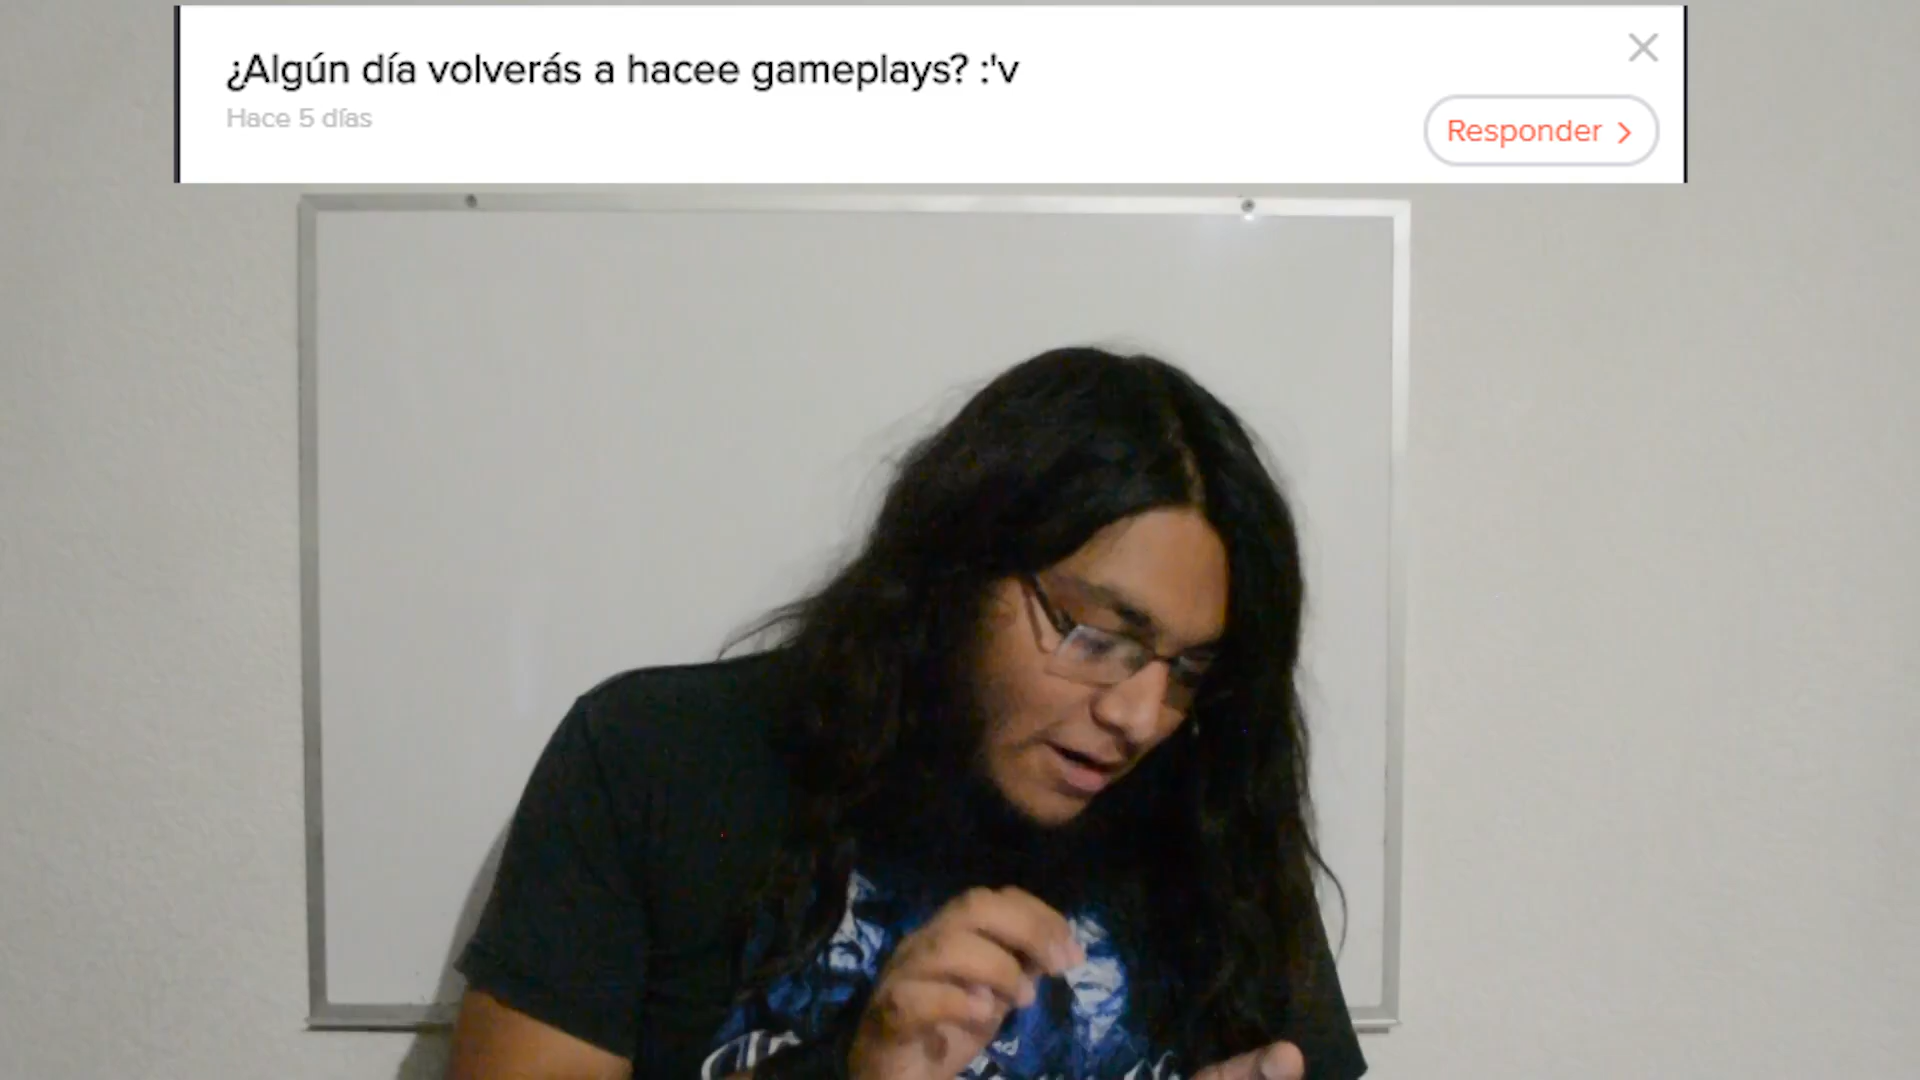 ¿Algún día volverás a hacee gameplays? :'v
Hace 5 días
Responder